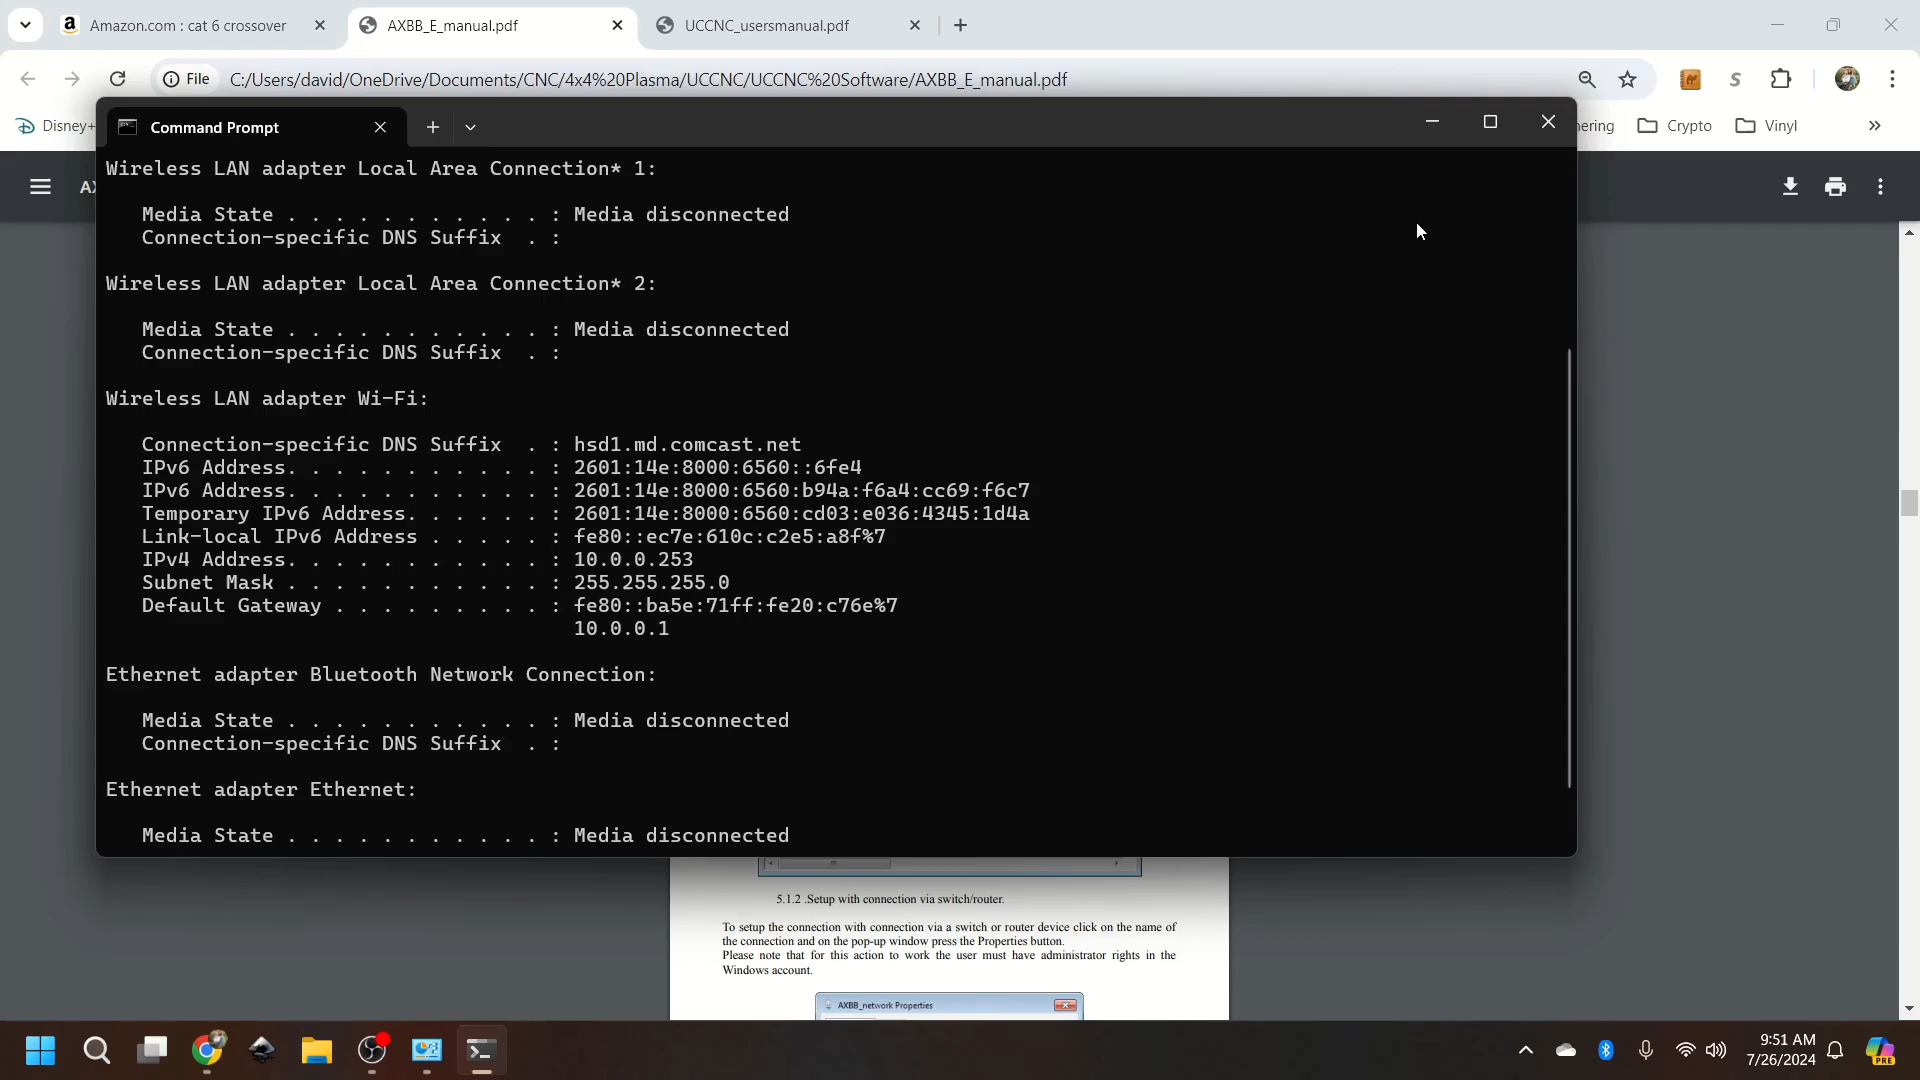 Amazon.com : cat 6 crossover
AXBB_E_manual.pdf
UCCNC_usersmanual.pdf
File
C:/Users/david/OneDrive/Documents/CNC/4x4%20Plasma/UCCNC/UCCNC%20Software/AXBB_E_manual.pdf
Disney+
hering
Crypto
Vinyl
Command Prompt
AX
Wireless LAN adapter Local Area Connection* 1:
Media State . . . . . . . . . . . : Media disconnected
Connection-specific DNS Suffix . :
Wireless LAN adapter Local Area Connection* 2:
Media State . . . . . . . . . . . : Media disconnected
Connection-specific DNS Suffix . :
Wireless LAN adapter Wi-Fi:
Connection-specific DNS Suffix . : hsd1.md.comcast.net
IPv6 Address. . . . . . . . . . . : 2601:14e:8000:6560::6fe4
IPv6 Address. . . . . . . . . . . : 2601:14e:8000:6560:b94a:f6a4:cc69:f6c7
Temporary IPv6 Address. . . . . . : 2601:14e:8000:6560:cd03:e036:4345:1d4a
Link-local IPv6 Address . . . . . : fe80::ec7e:610c:c2e5:a8f%7
IPv4 Address. . . . . . . . . . . : 10.0.0.253
Subnet Mask . . . . . . . . . . . : 255.255.255.0
Default Gateway . . . . . . . . . : fe80::ba5e:71ff:fe20:c76e%7
10.0.0.1
Ethernet adapter Bluetooth Network Connection:
Media State . . . . . . . . . . . : Media disconnected
Connection-specific DNS Suffix . :
Ethernet adapter Ethernet:
Media State . . . . . . . . . . . : Media disconnected
5.1.2 .Setup with connection via switch/router.
To setup the connection with connection via a switch or router device click on the name of
the connection and on the pop-up window press the Properties button.
Please note that for this action to work the user must have administrator rights in the
Windows account.
AXBB_network Properties
9:51 AM
7/26/2024
PRE